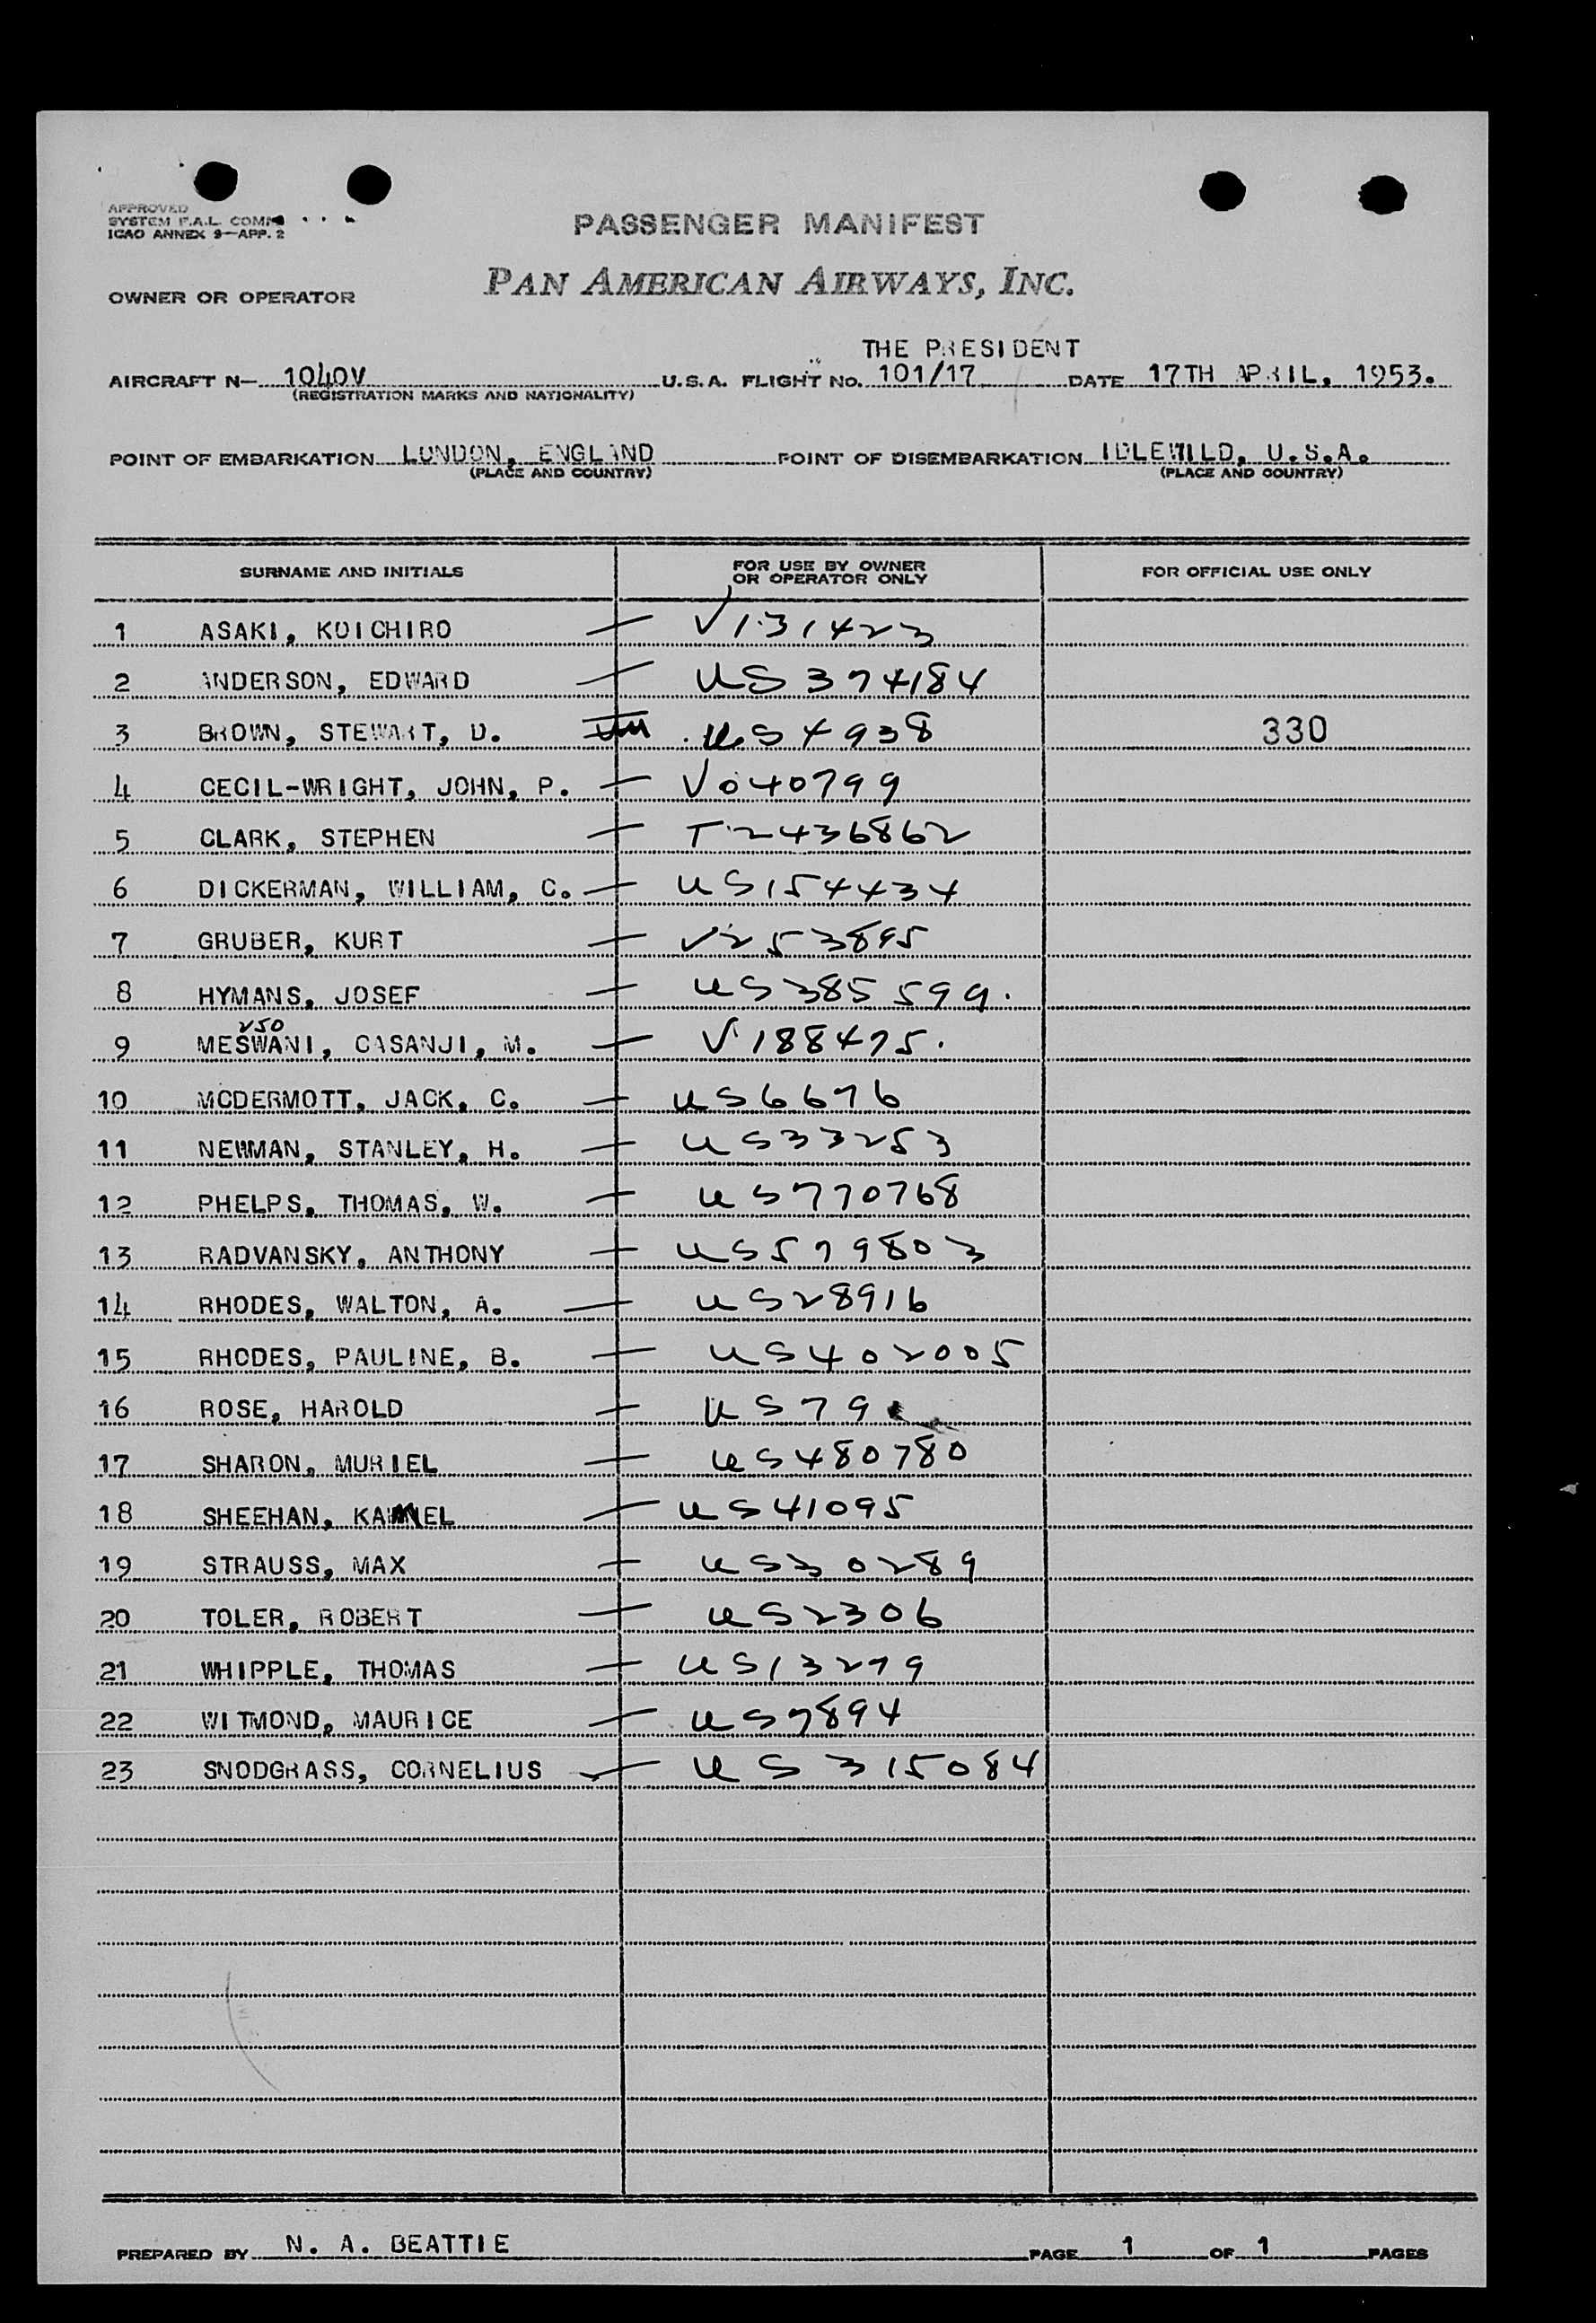 APPROVED
SYSTEM F.A.L. COMM
ICAO ANNEX 9—APP. 2
PASSENGER MANIFEST
OWNER OR OPERATOR PAN AMERICAN AIRWAYS, INC.
THE PRESIDENT
AIRCRAFT N— 1040V U.S.A. FLIGHT NO. 101/17 DATE 17TH APRIL, 1953.
(REGISTRATION MARKS AND NATIONALITY)
POINT OF EMBARKATION LONDON, ENGLAND POINT OF DISEMBARKATION IDLEWILD, U.S.A.
(PLACE AND COUNTRY) (PLACE AND COUNTRY)
SURNAME AND INITIALS FOR USE BY OWNER OR OPERATOR ONLY FOR OFFICIAL USE ONLY
1 ASAKI, KOICHIRO — V131423
2 ANDERSON, EDWARD — US 374184
3 BROWN, STEWART, D. US4938 330
4 CECIL-WRIGHT, JOHN, P. — V040799
5 CLARK, STEPHEN — T2436862
6 DICKERMAN, WILLIAM, C. — US154434
7 GRUBER, KURT — V253895
8 HYMANS, JOSEF — US385599.
9 MESWANI, CASANJI, M. — V188475.
10 MCDERMOTT, JACK, C. — US6676
11 NEWMAN, STANLEY, H. — US33253
12 PHELPS, THOMAS, W. — US770768
13 RADVANSKY, ANTHONY — US579803
14 RHODES, WALTON, A. — US28916
15 RHODES, PAULINE, B. — US402005
16 ROSE, HAROLD — US79
17 SHARON, MURIEL — US480780
18 SHEEHAN, — US41095
19 STRAUSS, MAX — US30289
20 TOLER, ROBERT — US2306
21 WHIPPLE, THOMAS — US13279
22 WITMOND, MAURICE — US7894
23 SNODGRASS, CORNELIUS — US315084
PREPARED BY N. A. BEATTIE PAGE 1 OF 1 PAGES